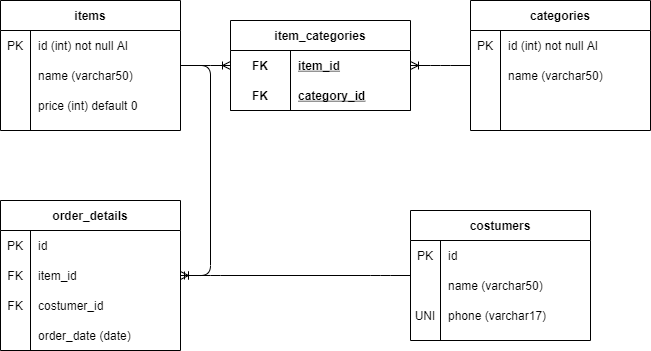 items
PK id (int) not null AI
name (varchar50)
price (int) default 0
item_categories
FK item_id
FK category_id
categories
PK id (int) not null AI
name (varchar50)
order_details
PK id
FK item_id
FK costumer_id
order_date (date)
costumers
PK id
name (varchar50)
UNI phone (varchar17)